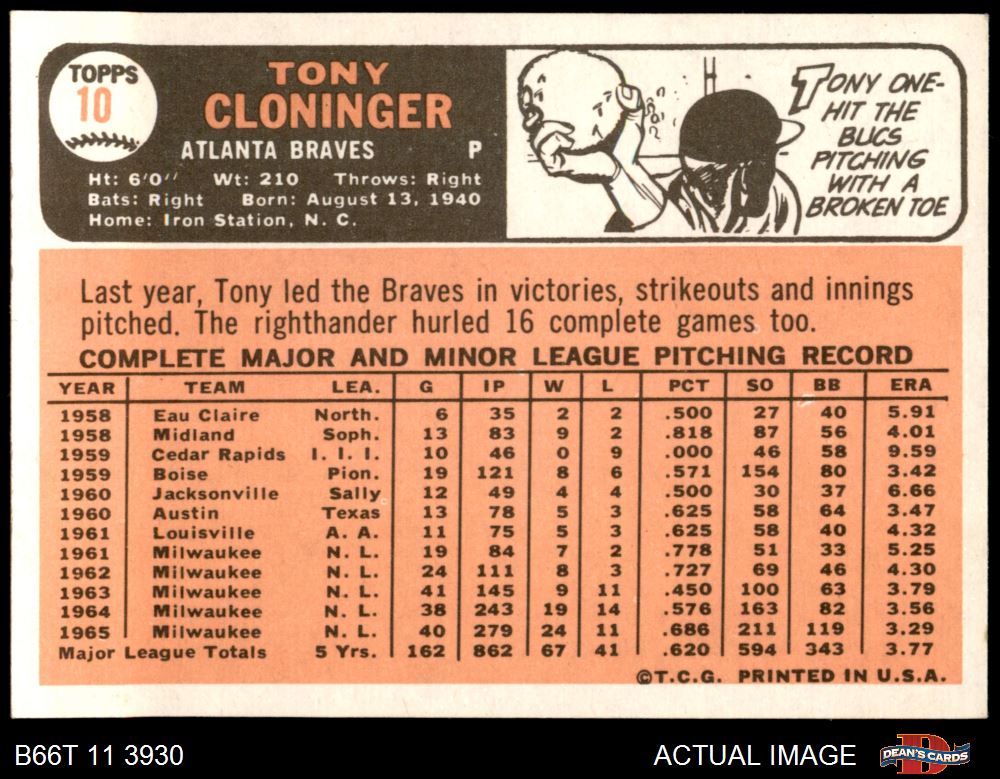 TOPPS
10
TONY
CLONINGER
ATLANTA BRAVES P
Ht: 6'0'' Wt: 210 Throws: Right
Bats: Right Born: August 13, 1940
Home: Iron Station, N. C.
TONY ONE-
HIT THE
BUCS
PITCHING
WITH A
BROKEN TOE
Last year, Tony led the Braves in victories, strikeouts and innings
pitched. The righthander hurled 16 complete games too.
COMPLETE MAJOR AND MINOR LEAGUE PITCHING RECORD
YEAR TEAM LEA. G IP W L PCT SO BB ERA
1958 Eau Claire North. 6 35 2 2 .500 27 40 5.91
1958 Midland Soph. 13 83 9 2 .818 87 56 4.01
1959 Cedar Rapids I. I. I. 10 46 0 9 .000 46 58 9.59
1959 Boise Pion. 19 121 8 6 .571 154 80 3.42
1960 Jacksonville Sally 12 49 4 4 .500 30 37 6.66
1960 Austin Texas 13 78 5 3 .625 58 64 3.47
1961 Louisville A. A. 11 75 5 3 .625 58 40 4.32
1961 Milwaukee N. L. 19 84 7 2 .778 51 33 5.25
1962 Milwaukee N. L. 24 111 8 3 .727 69 46 4.30
1963 Milwaukee N. L. 41 145 9 11 .450 100 63 3.79
1964 Milwaukee N. L. 38 243 19 14 .576 163 82 3.56
1965 Milwaukee N. L. 40 279 24 11 .686 211 119 3.29
Major League Totals 5 Yrs. 162 862 67 41 .620 594 343 3.77
©T.C.G. PRINTED IN U.S.A.
B66T 11 3930 ACTUAL IMAGE DEAN'S CARDS